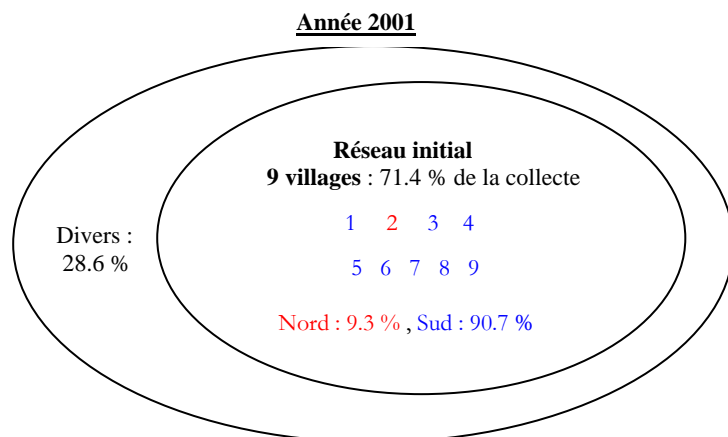 Année 2001
Réseau initial
9 villages : 71.4 % de la collecte
1 2 3 4
Divers :
28.6 %
5 6 7 8 9
Nord : 9.3 % , Sud : 90.7 %